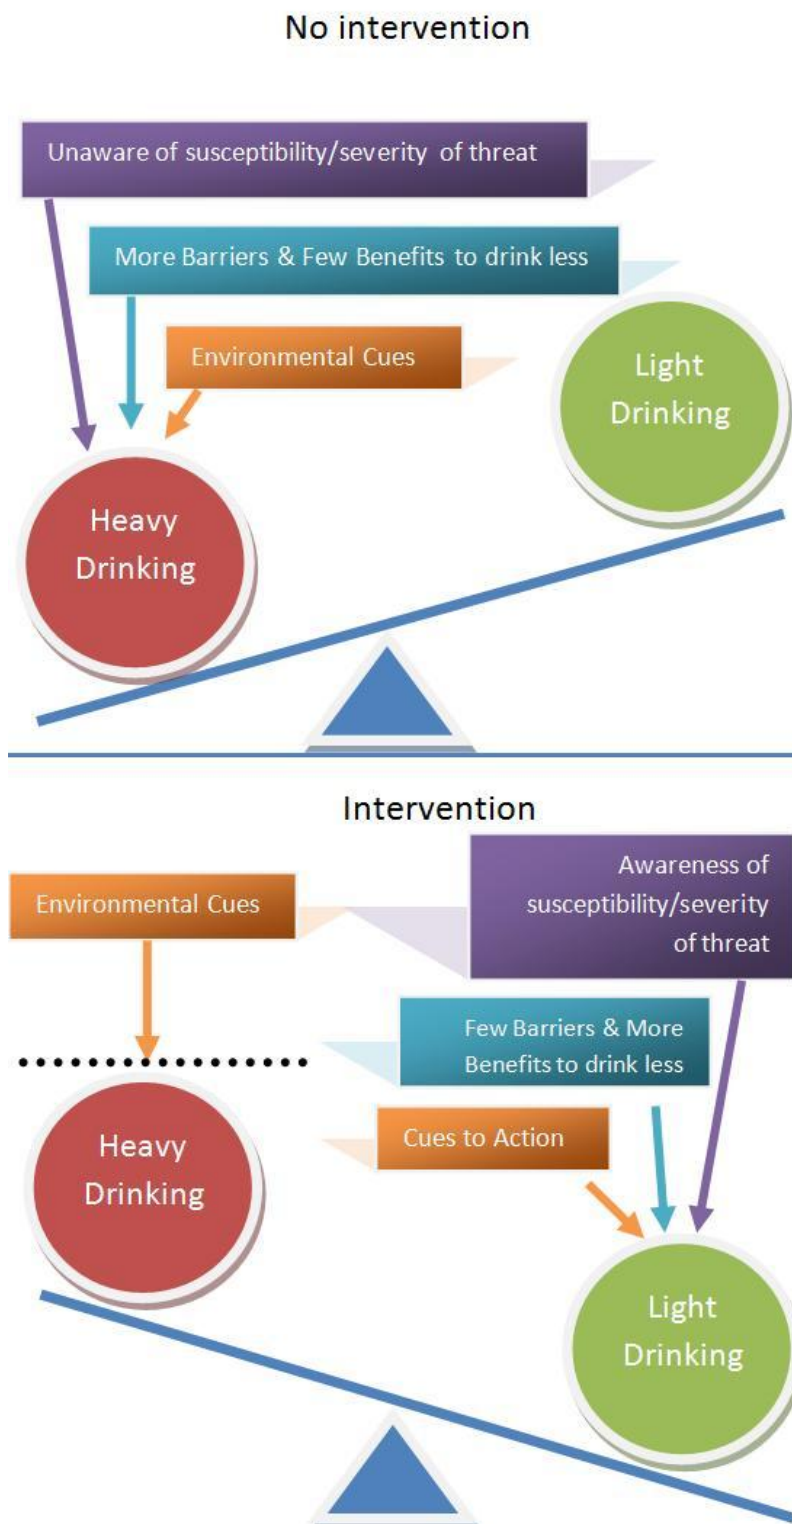 No intervention
Unaware of susceptibility/severity of threat
More Barriers & Few Benefits to drink less
Environmental Cues
Light
Drinking
Heavy
Drinking
Intervention
Environmental Cues
Awareness of
susceptibility/severity
of threat
Few Barriers & More
Benefits to drink less
Cues to Action
Heavy
Drinking
Light
Drinking